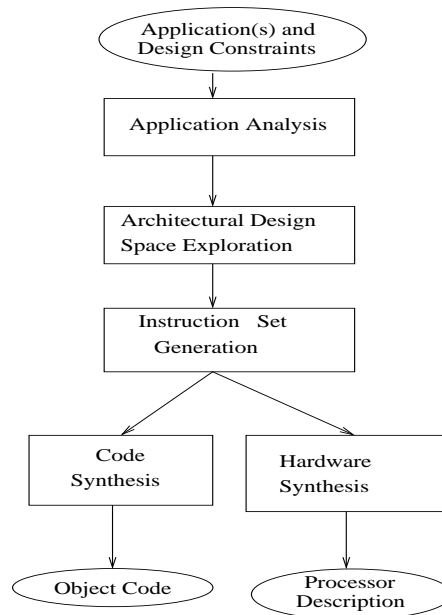 Application(s) and
Design Constraints
Application Analysis
Architectural Design
Space Exploration
Instruction Set
Generation
Code
Synthesis
Hardware
Synthesis
Object Code
Processor
Description